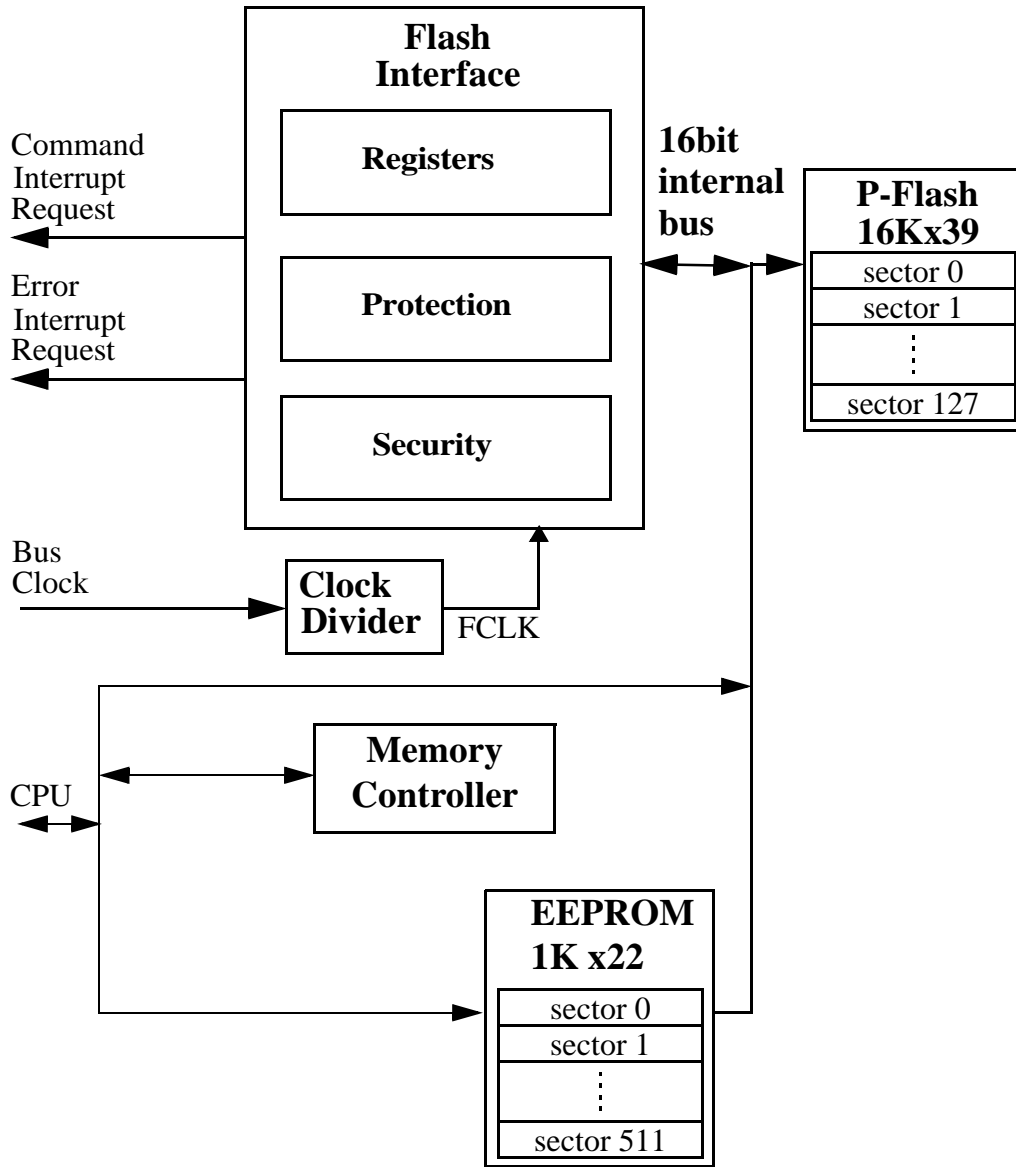 Flash
Interface
Registers
Protection
Security
Command
Interrupt
Request
Error
Interrupt
Request
16bit
internal
bus
P-Flash
16Kx39
sector 0
sector 1
sector 127
Bus
Clock
Clock
Divider
FCLK
Memory
Controller
CPU
EEPROM
1K x22
sector 0
sector 1
sector 511